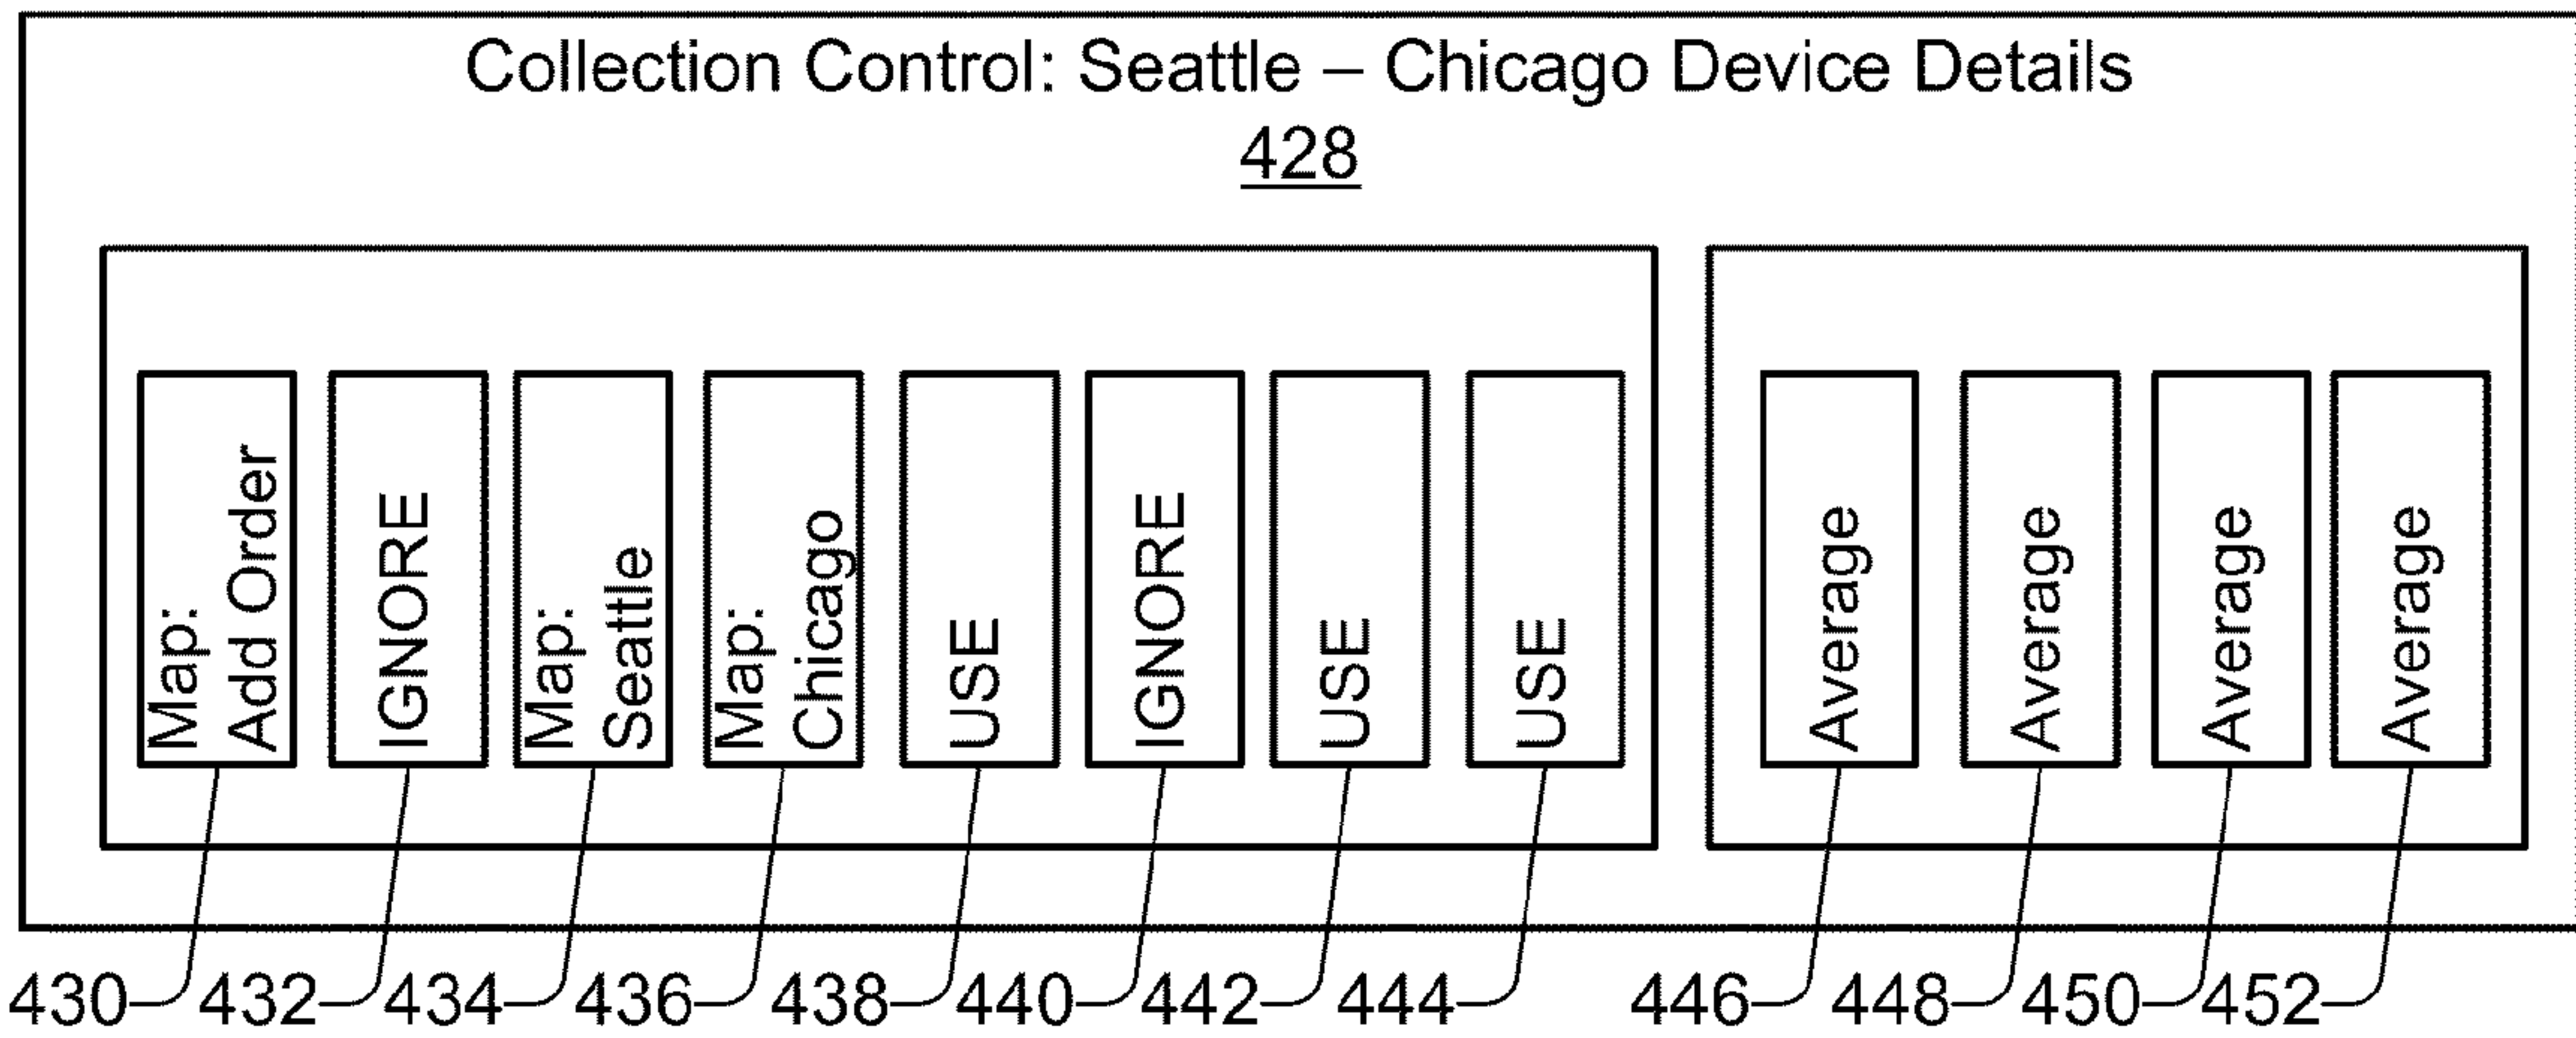 Collection Control: Seattle – Chicago Device Details
428
Map:
Add Order
IGNORE
Map:
Seattle
Map:
Chicago
USE
IGNORE
USE
USE
Average
Average
Average
Average
430 432 434 436 438 440 442 444 446 448 450 452